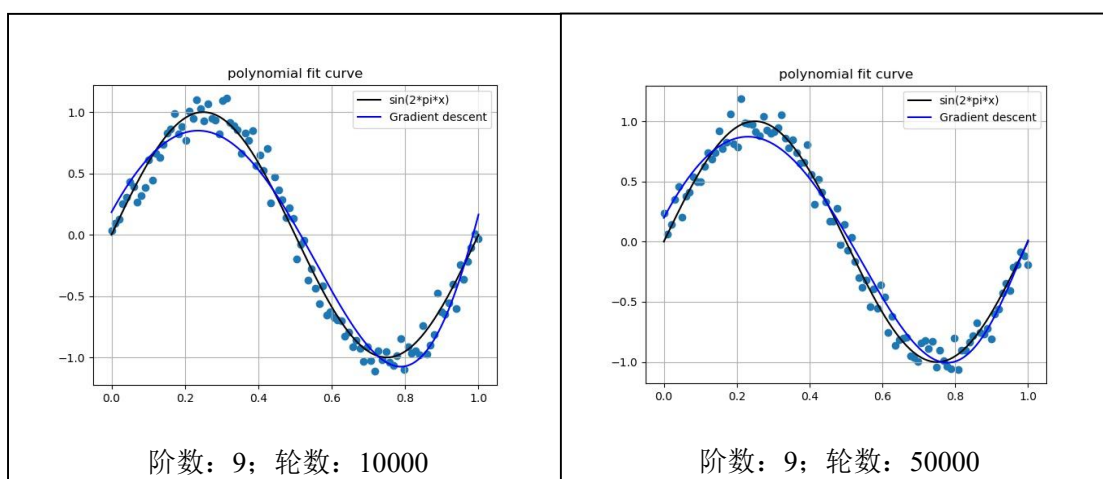 polynomial fit curve
sin(2*pi*x)
Gradient descent
1.0
0.5
0.0
−0.5
−1.0
0.0 0.2 0.4 0.6 0.8 1.0
阶数：9；轮数：10000
polynomial fit curve
sin(2*pi*x)
Gradient descent
1.0
0.5
0.0
−0.5
−1.0
0.0 0.2 0.4 0.6 0.8 1.0
阶数：9；轮数：50000